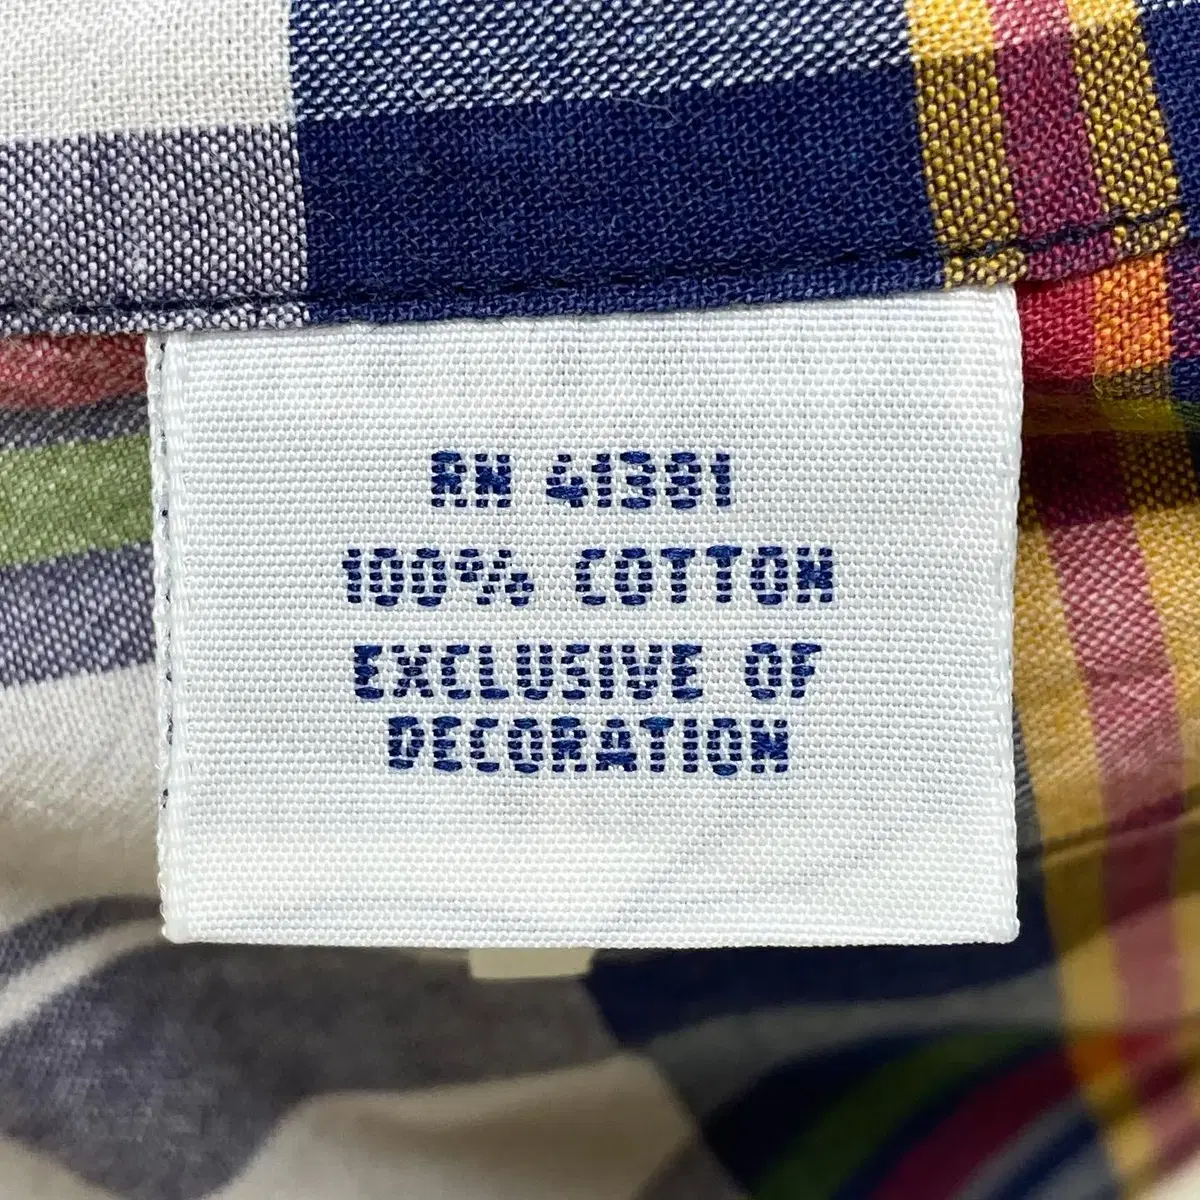 RN 41381
100% COTTON
EXCLUSIVE OF
DECORATION